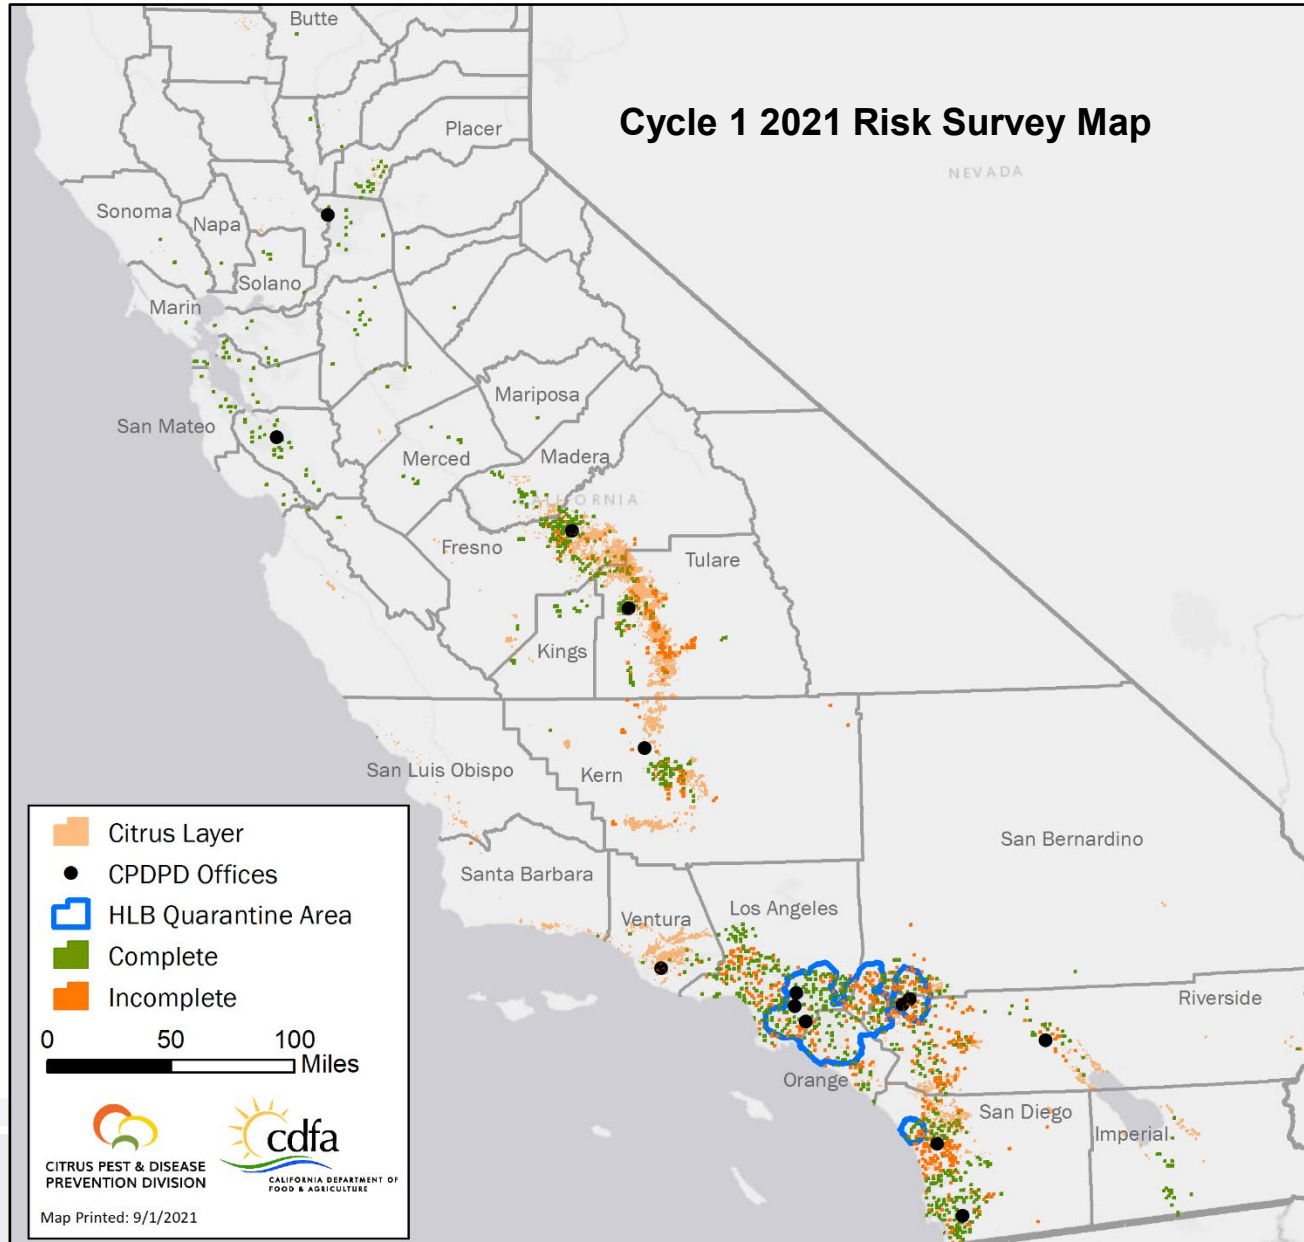 Cycle 1 2021 Risk Survey Map
Butte
Placer
NEVADA
Sonoma
Napa
Solano
Marin
San Mateo
Mariposa
Merced
Madera
CALIFORNIA
Fresno
Tulare
Kings
San Luis Obispo
Kern
San Bernardino
Santa Barbara
Ventura
Los Angeles
Riverside
Orange
San Diego
Imperial
Citrus Layer
CPDPD Offices
HLB Quarantine Area
Complete
Incomplete
0 50 100
Miles
CITRUS PEST & DISEASE
PREVENTION DIVISION
cdfa
CALIFORNIA DEPARTMENT OF
FOOD & AGRICULTURE
Map Printed: 9/1/2021